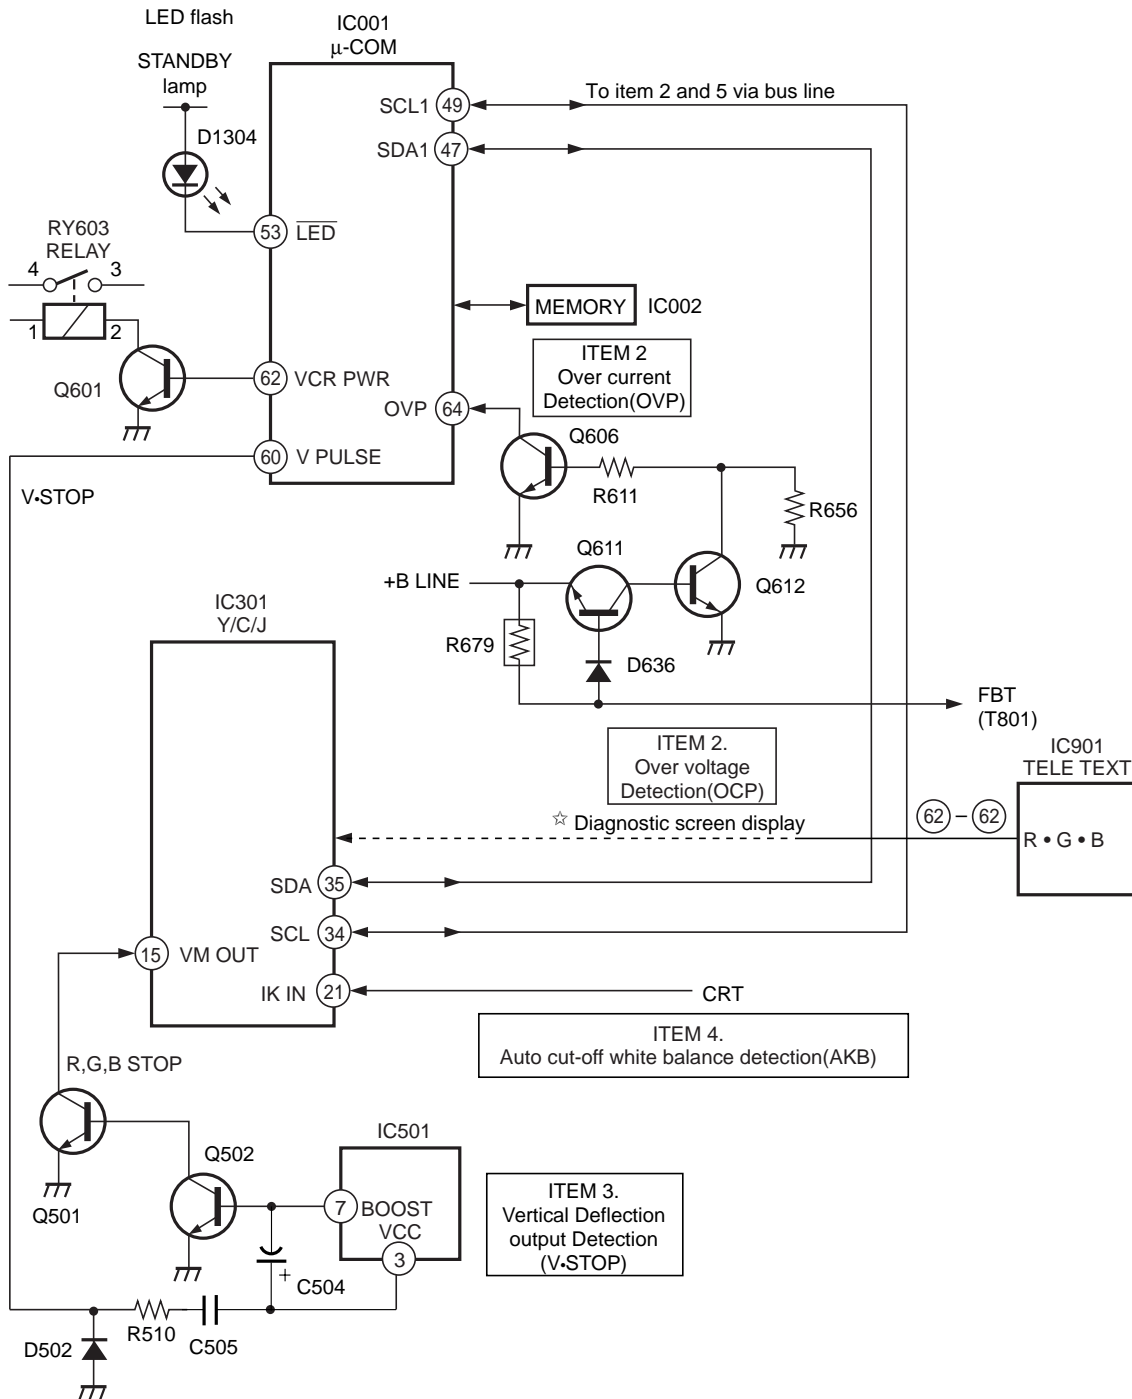 LED flash
IC001
µ-COM
STANDBY
lamp
SCL1 49
To item 2 and 5 via bus line
D1304
SDA1 47
RY603
RELAY
53 LED
4 3
MEMORY IC002
1 2
ITEM 2
Over current
Detection(OVP)
Q601
62 VCR PWR
OVP 64
Q606
60 V PULSE
V•STOP
R611
R656
Q611
+B LINE
Q612
IC301
Y/C/J
R679
D636
FBT
(T801)
ITEM 2.
Over voltage
Detection(OCP)
IC901
TELE TEXT
☆ Diagnostic screen display
62 – 62
R • G • B
SDA 35
SCL 34
15 VM OUT
IK IN 21
CRT
ITEM 4.
Auto cut-off white balance detection(AKB)
R,G,B STOP
IC501
Q502
Q501
7 BOOST
VCC
3
ITEM 3.
Vertical Deflection
output Detection
(V•STOP)
+ C504
R510
C505
D502